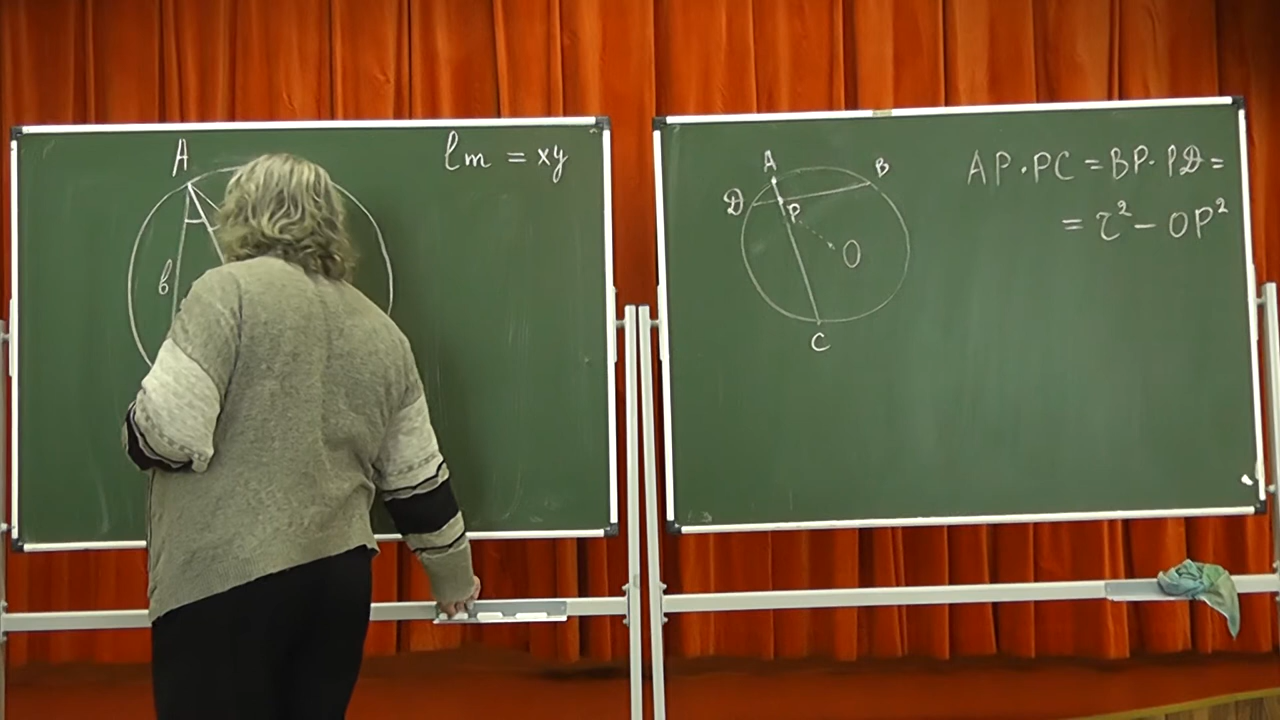 A
lm = xy
в
A
B
D
P
O
C
AP·PC = BP·PD =
= r² - OP²